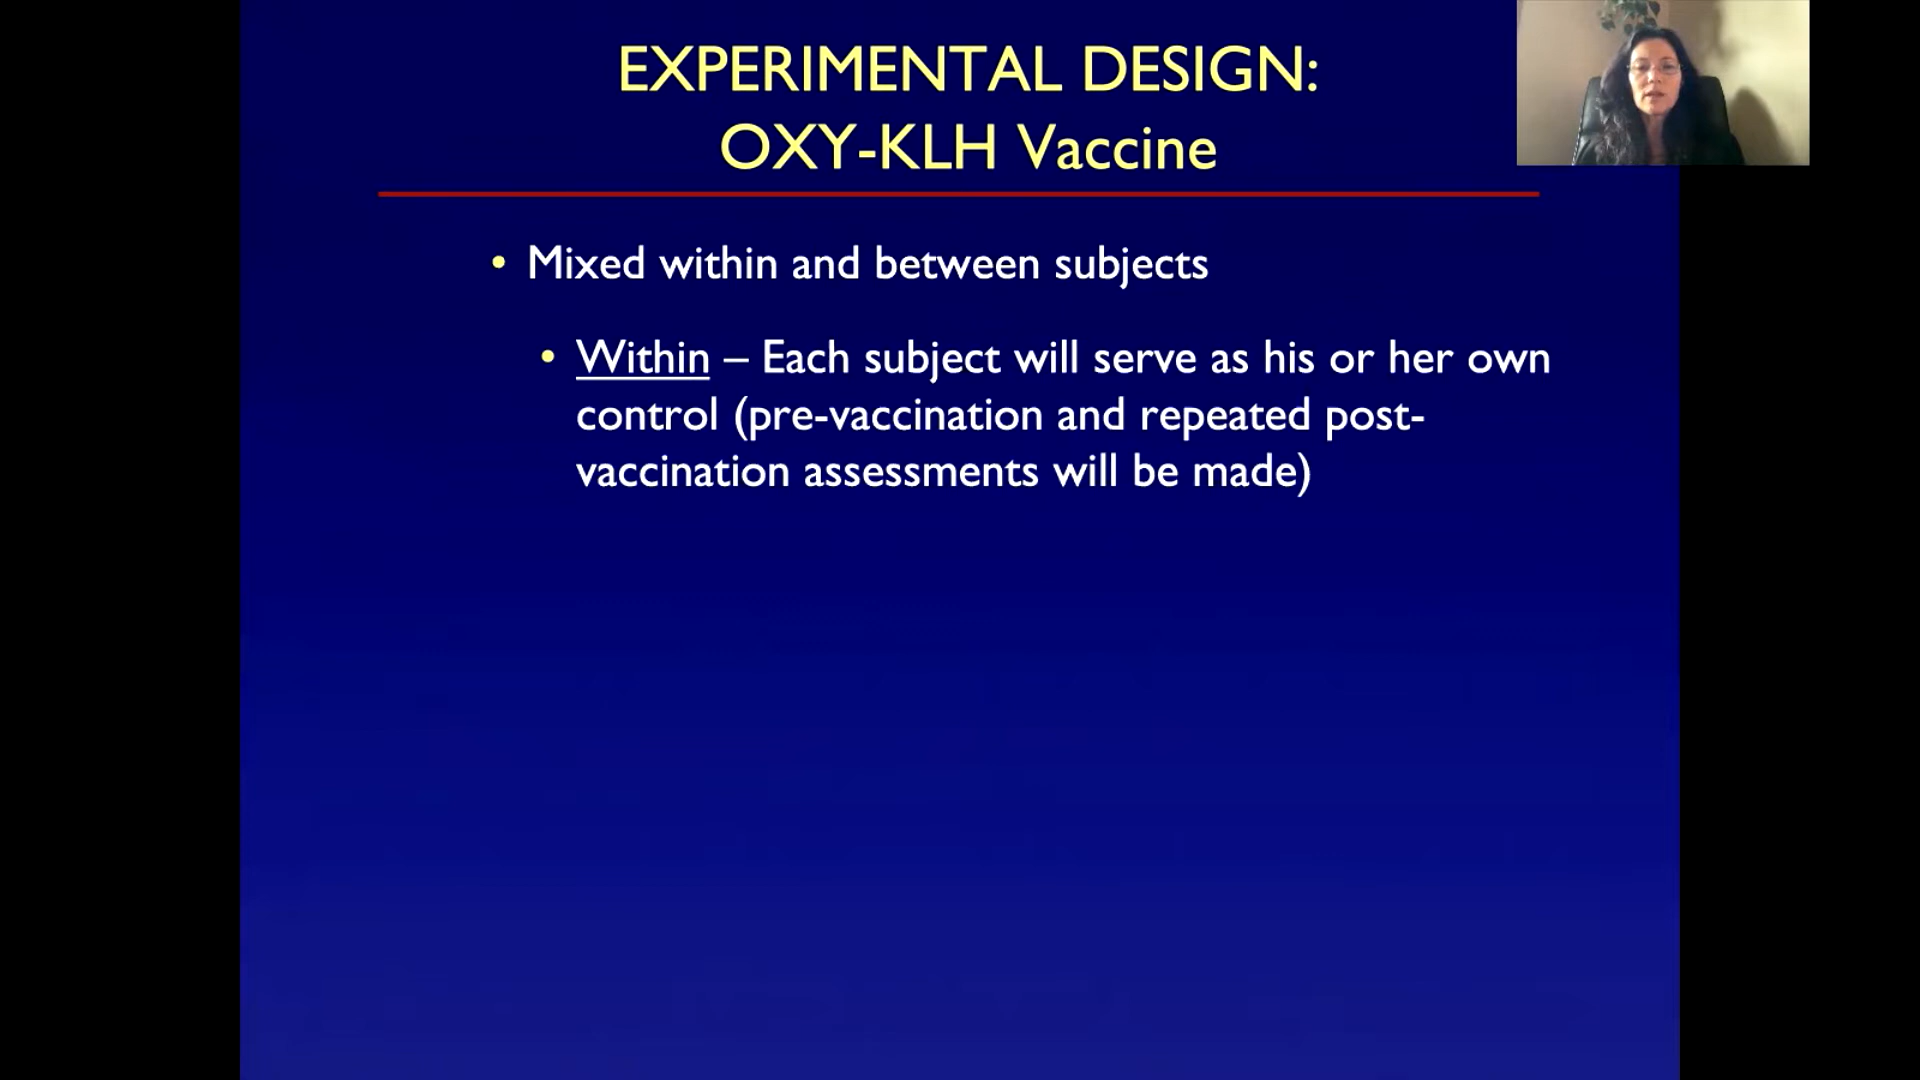 EXPERIMENTAL DESIGN:
OXY-KLH Vaccine
• Mixed within and between subjects
• Within – Each subject will serve as his or her own
control (pre-vaccination and repeated post-
vaccination assessments will be made)